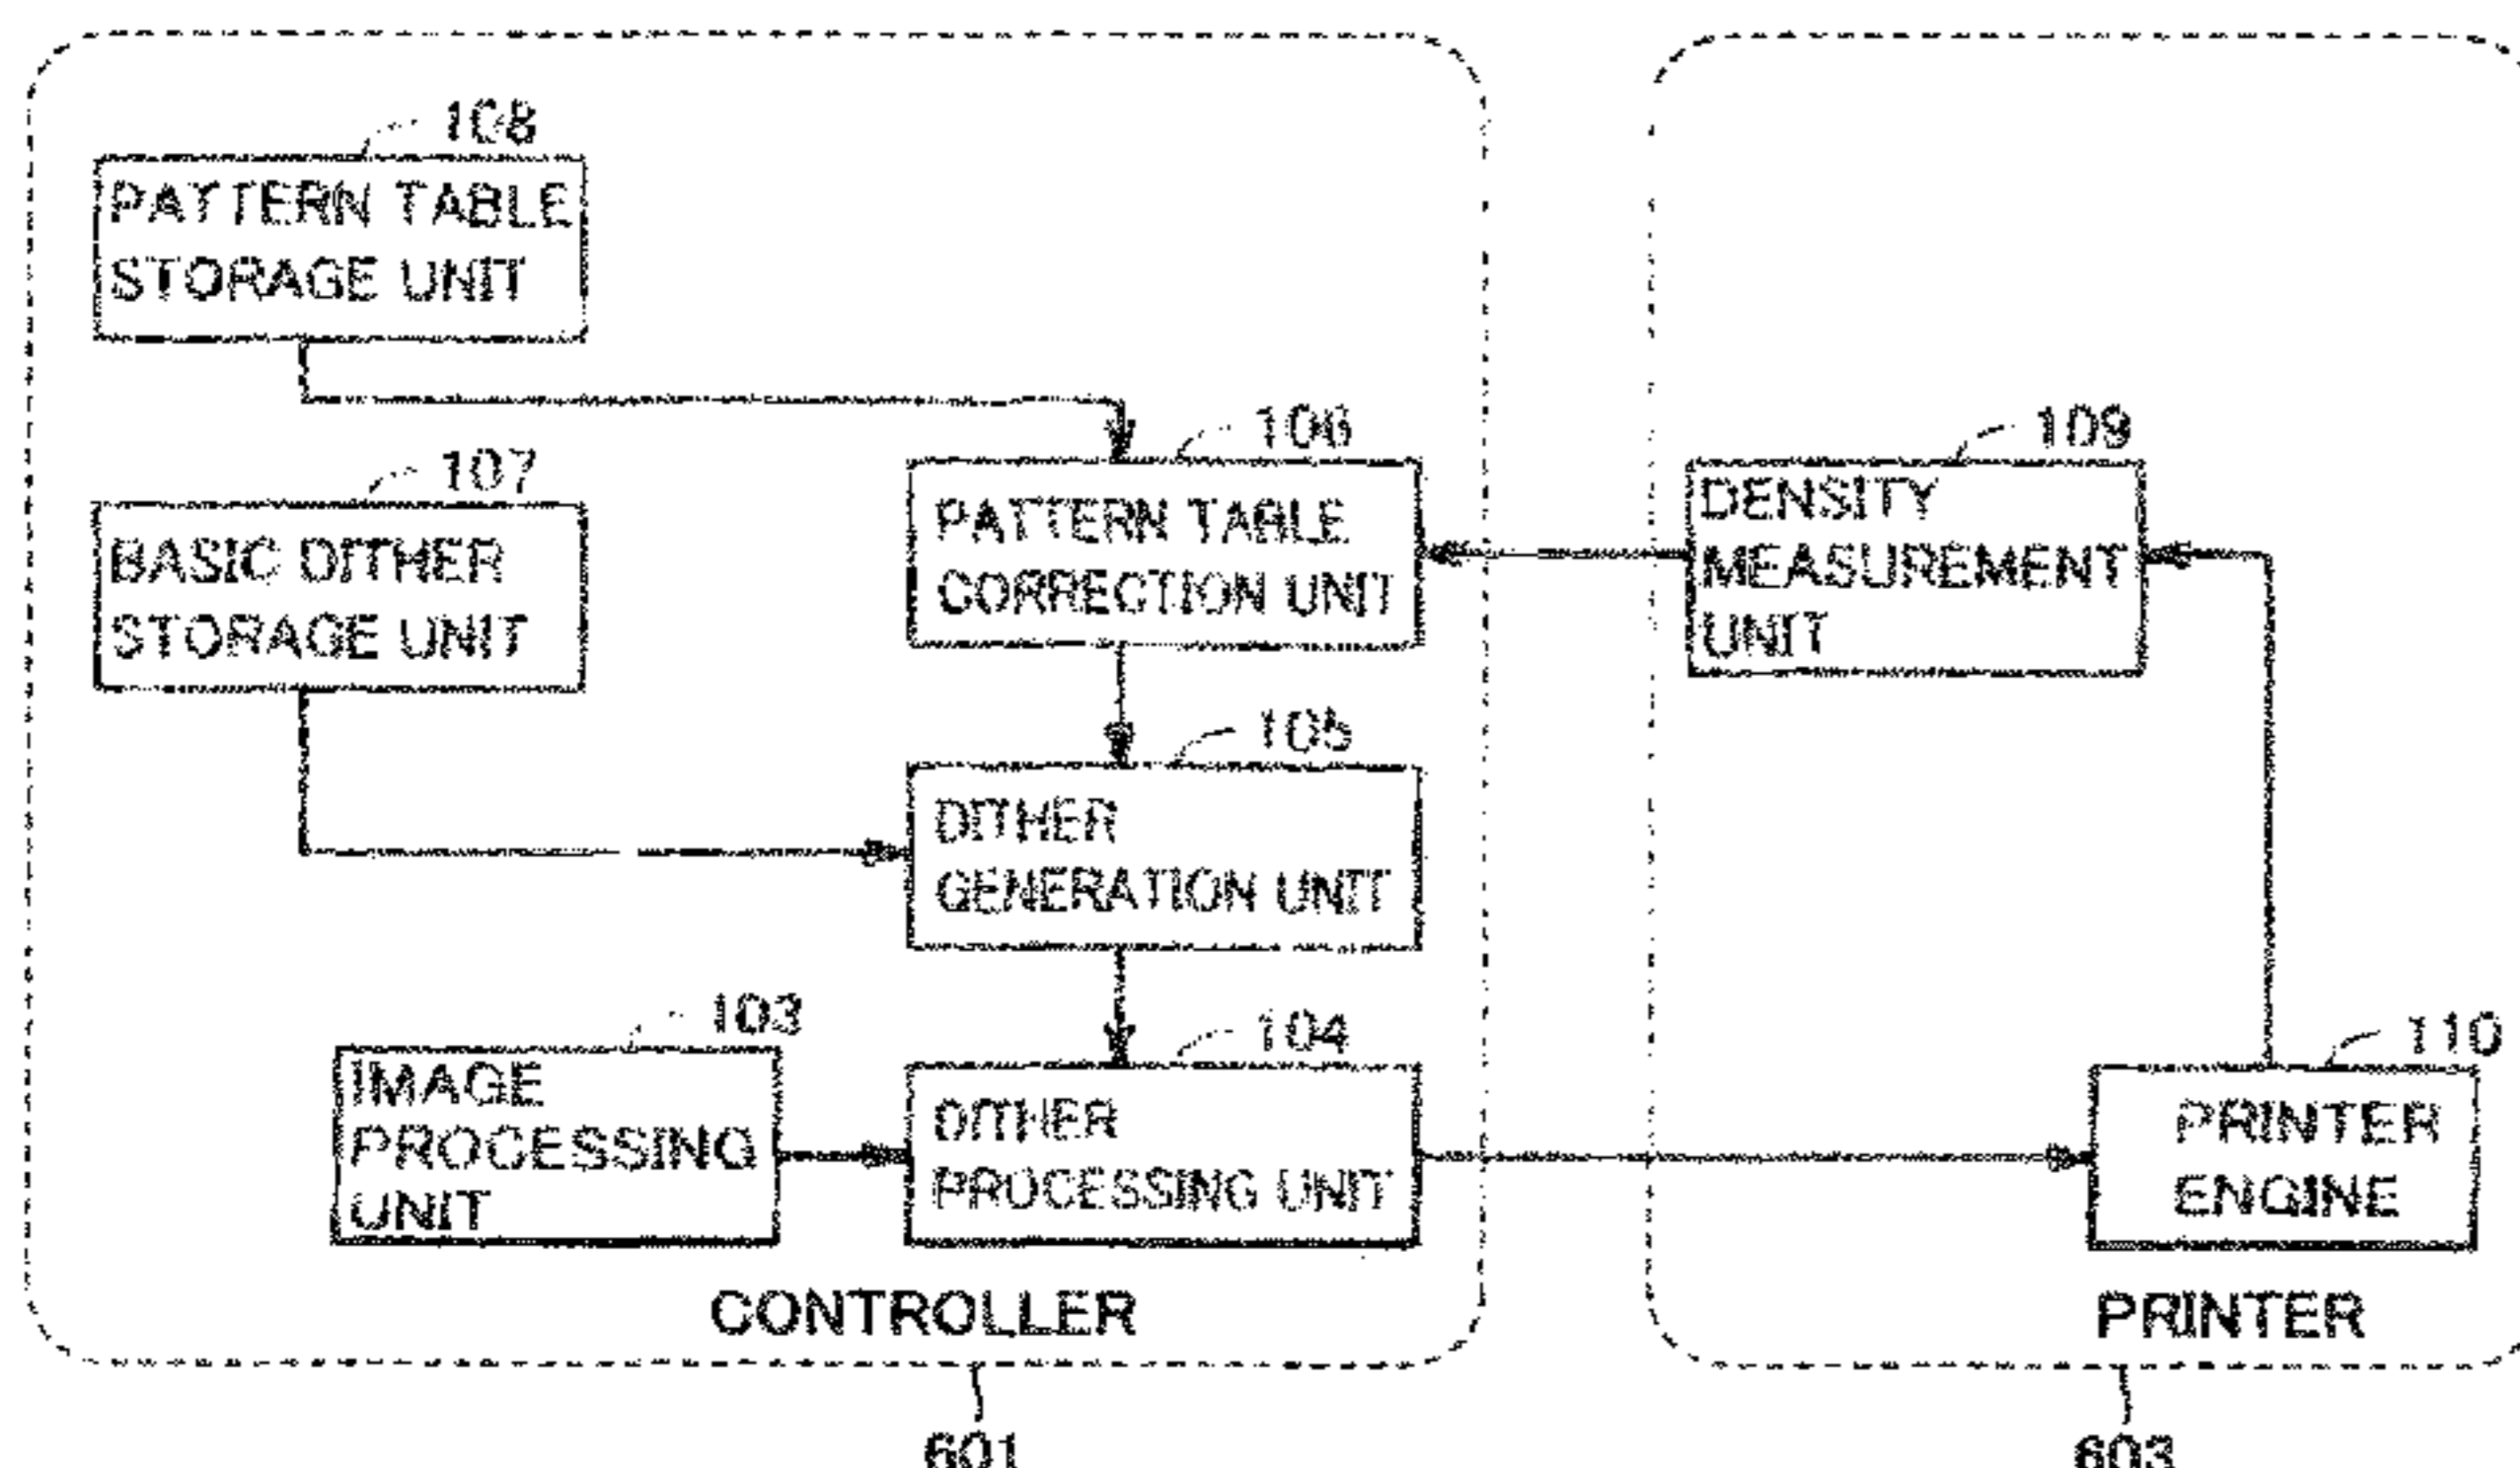 108
PATTERN TABLE
STORAGE UNIT
107
BASIC DITHER
STORAGE UNIT
106
PATTERN TABLE
CORRECTION UNIT
109
DENSITY
MEASUREMENT
UNIT
105
DITHER
GENERATION UNIT
103
IMAGE
PROCESSING
UNIT
104
DITHER
PROCESSING UNIT
110
PRINTER
ENGINE
CONTROLLER
PRINTER
601
603